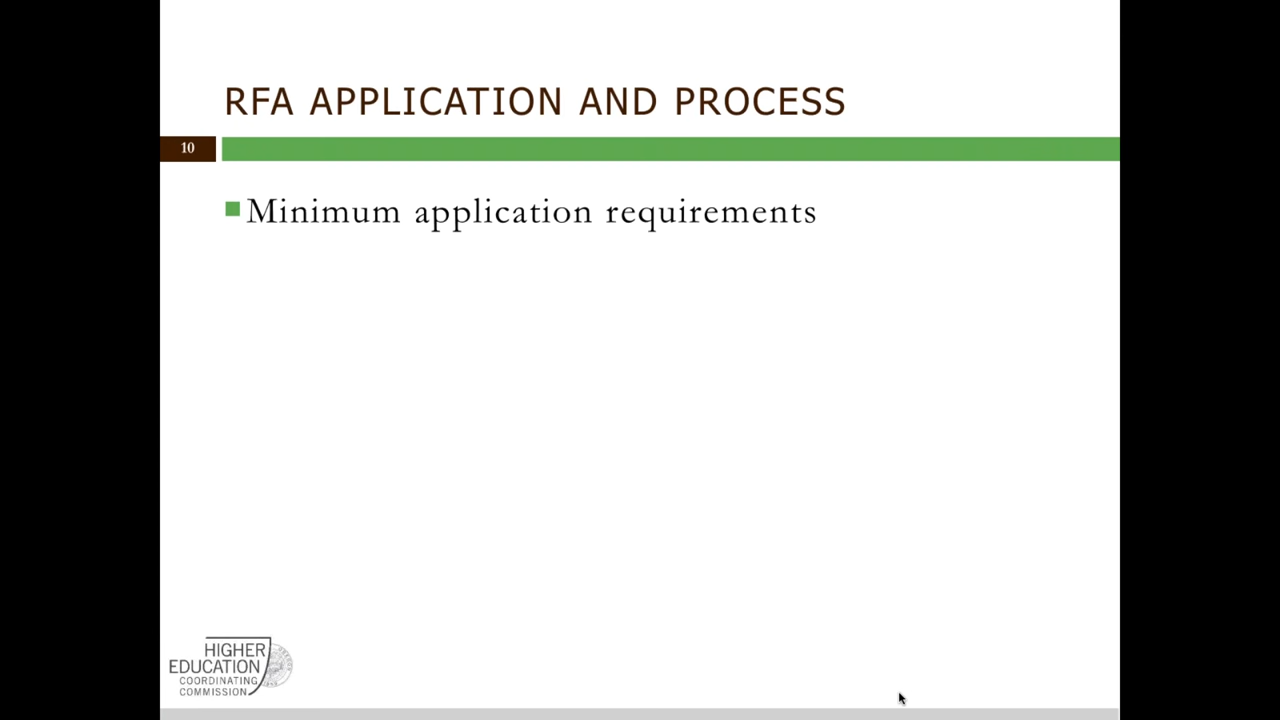 RFA APPLICATION AND PROCESS
10
Minimum application requirements
HIGHER
EDUCATION
COORDINATING
COMMISSION